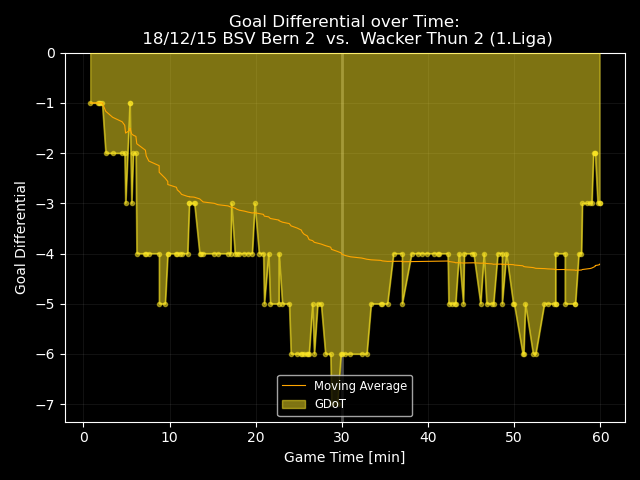 Goal Differential over Time:
18/12/15 BSV Bern 2  vs.  Wacker Thun 2 (1.Liga)
0
−1
−2
−3
−4
−5
−6
−7
Goal Differential
Moving Average
GDoT
0 10 20 30 40 50 60
Game Time [min]